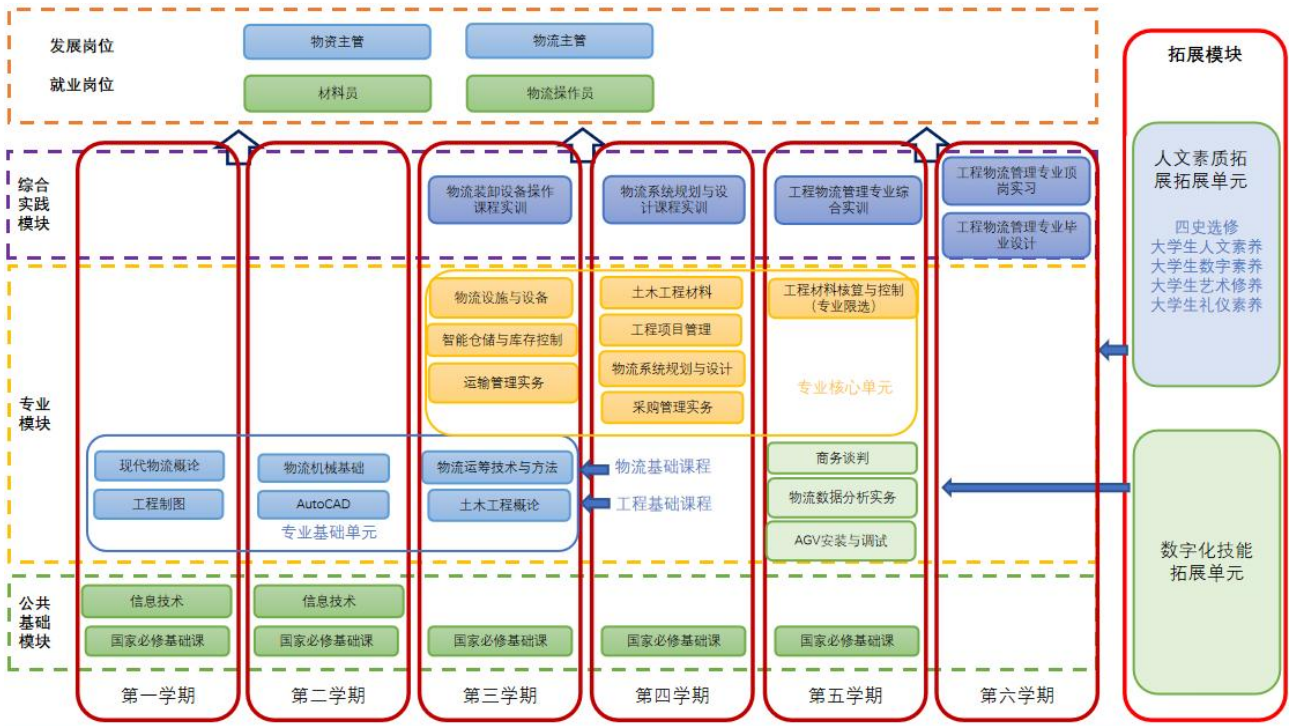 发展岗位
物资主管
物流主管
就业岗位
材料员
物流操作员
综合
实践
模块
物流装卸设备操作
课程实训
物流系统规划与设
计课程实训
工程物流管理专业综
合实训
工程物流管理专业顶
岗实习
工程物流管理专业毕
业设计
专业
模块
物流设施与设备
智能仓储与库存控制
运输管理实务
土木工程材料
工程项目管理
物流系统规划与设计
采购管理实务
工程材料核算与控制
（专业限选）
专业核心单元
现代物流概论
工程制图
物流机械基础
AutoCAD
专业基础单元
物流运筹技术与方法
土木工程概论
物流基础课程
工程基础课程
商务谈判
物流数据分析实务
AGV安装与调试
公共
基础
模块
信息技术
国家必修基础课
信息技术
国家必修基础课
国家必修基础课
国家必修基础课
国家必修基础课
第一学期
第二学期
第三学期
第四学期
第五学期
第六学期
拓展模块
人文素质拓
展拓展单元
四史选修
大学生人文素养
大学生数字素养
大学生艺术修养
大学生礼仪素养
数字化技能
拓展单元